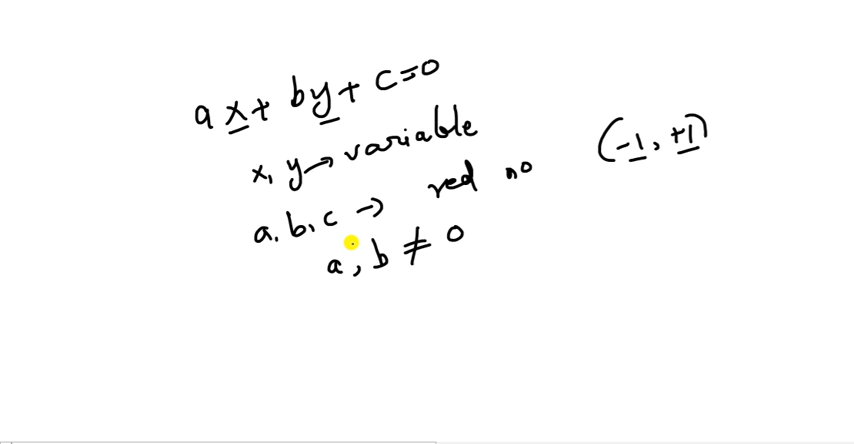 ax + by + c=0
x, y → variable
a, b, c → real no (-1, +1)
a, b ≠ 0